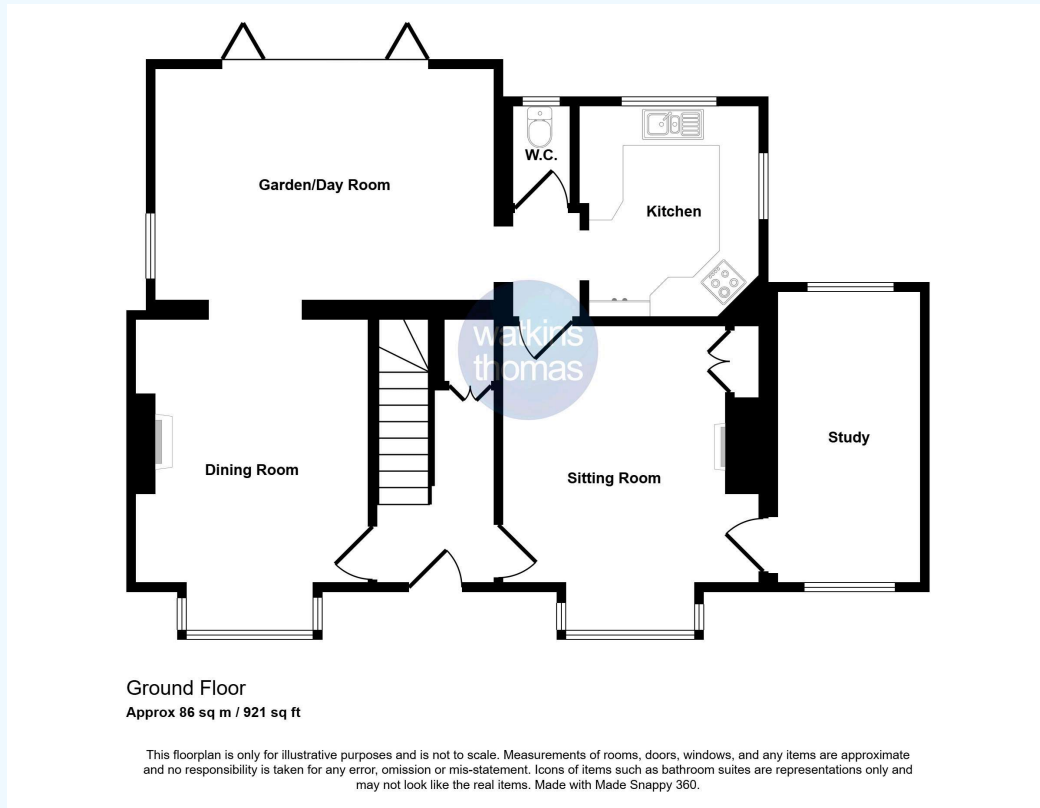 Garden/Day Room
W.C.
Kitchen
watkins
thomas
Study
Dining Room
Sitting Room
Ground Floor
Approx 86 sq m / 921 sq ft
This floorplan is only for illustrative purposes and is not to scale. Measurements of rooms, doors, windows, and any items are approximate
and no responsibility is taken for any error, omission or mis-statement. Icons of items such as bathroom suites are representations only and
may not look like the real items. Made with Made Snappy 360.